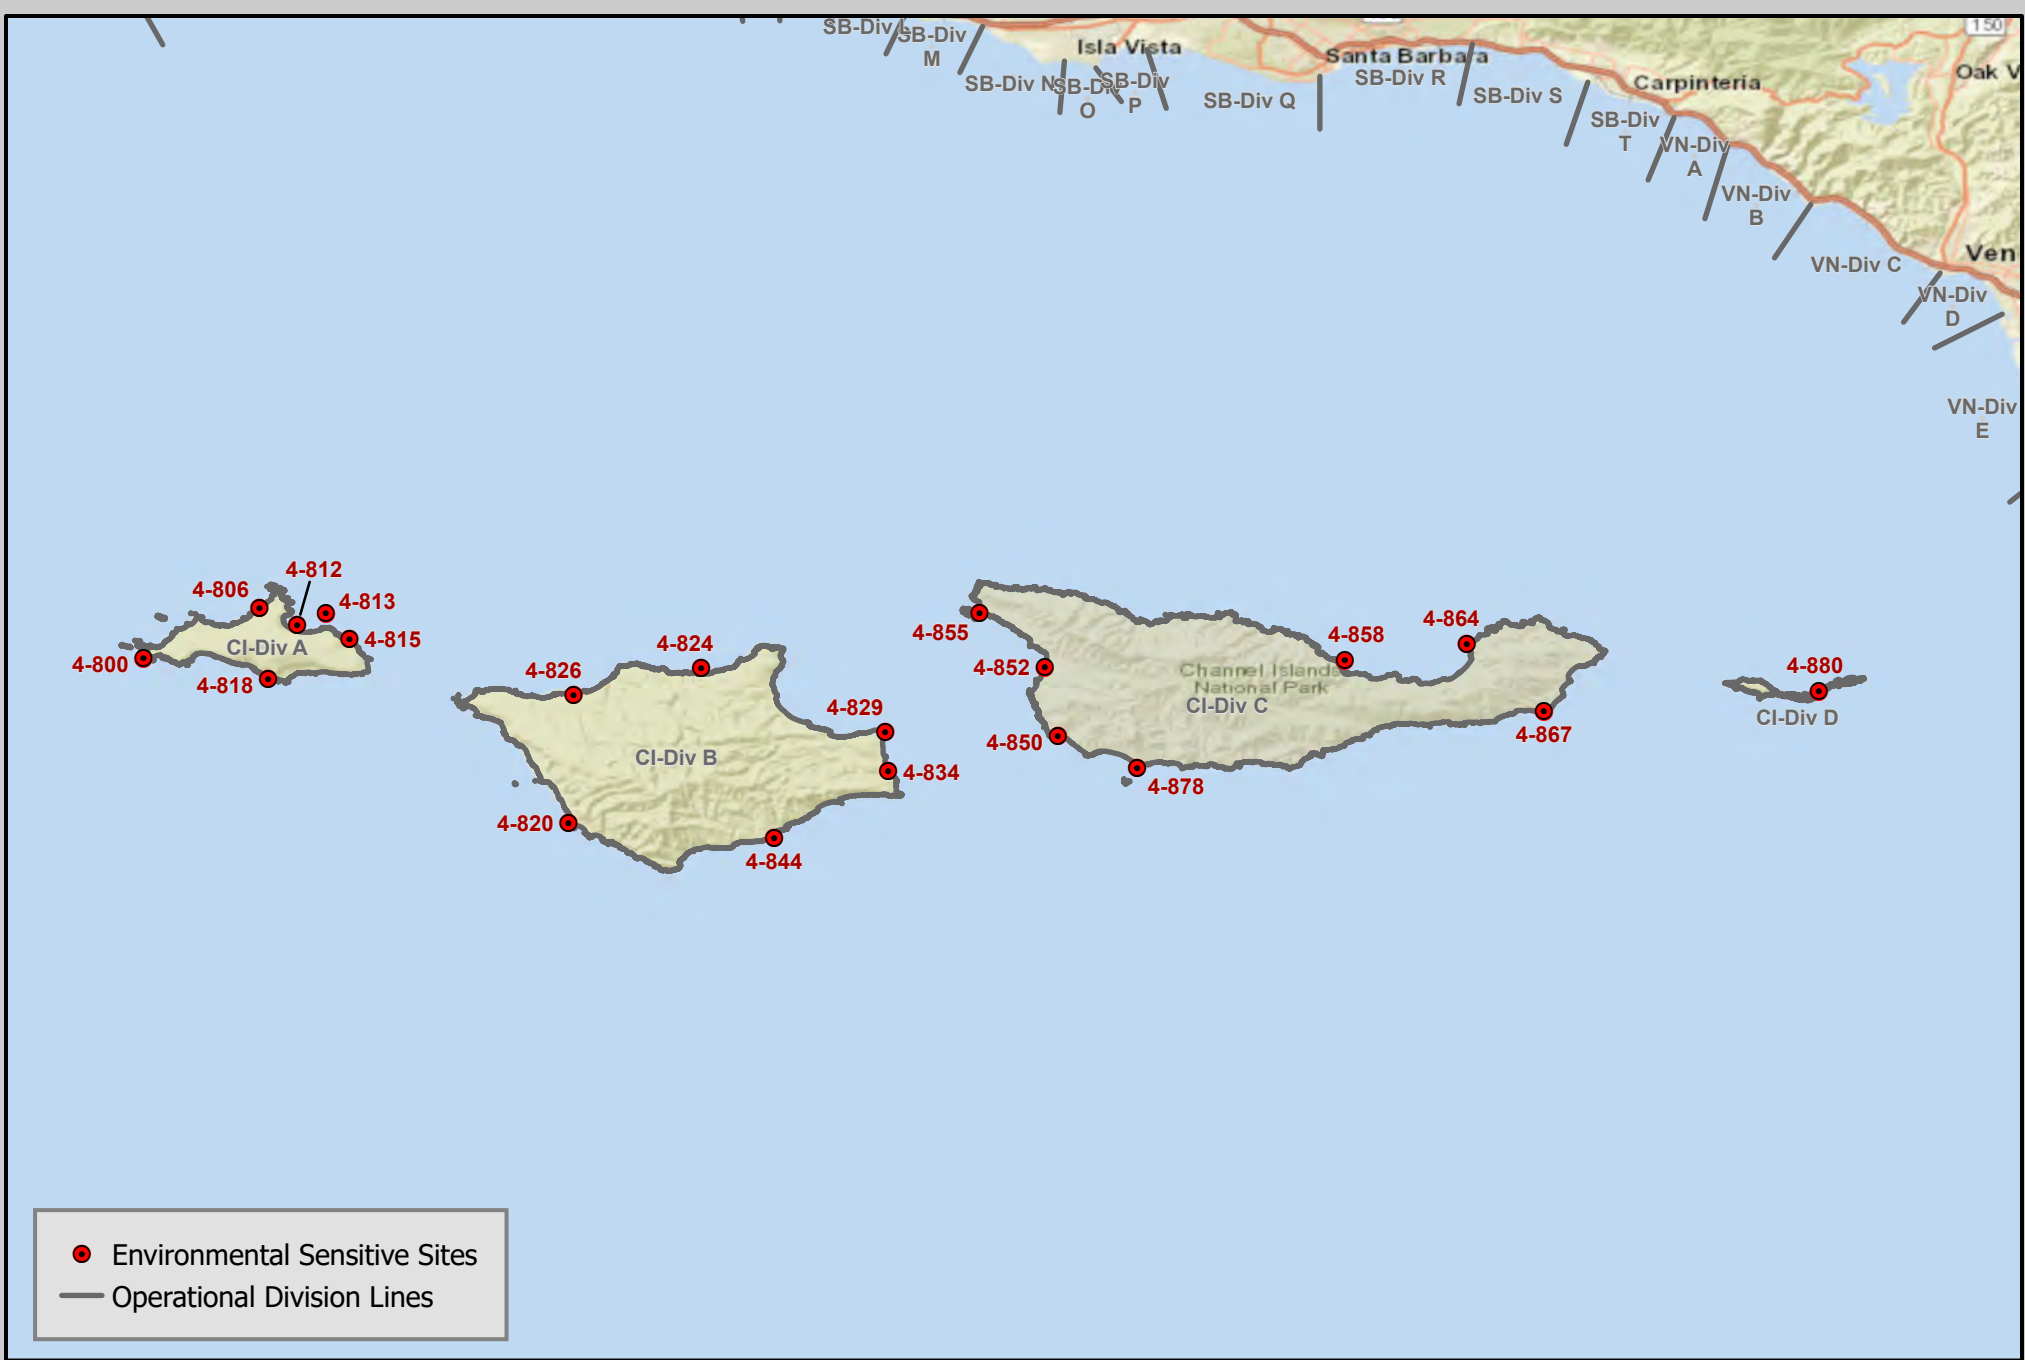 150
SB-Div L
SB-Div
M
Isla Vista
Santa Barbara
Oak V
SB-Div N
SB-Div
O
SB-Div
P
SB-Div Q
SB-Div R
SB-Div S
Carpinteria
SB-Div
T
VN-Div
A
VN-Div
B
VN-Div C
Ven
VN-Div
D
VN-Div
E
4-812
4-806
4-813
4-815
CI-Div A
4-800
4-818
4-826
4-824
4-829
CI-Div B
4-834
4-820
4-844
4-855
4-852
4-858
4-864
Channel Islands
National Park
CI-Div C
4-850
4-878
4-867
4-880
CI-Div D
Environmental Sensitive Sites
Operational Division Lines